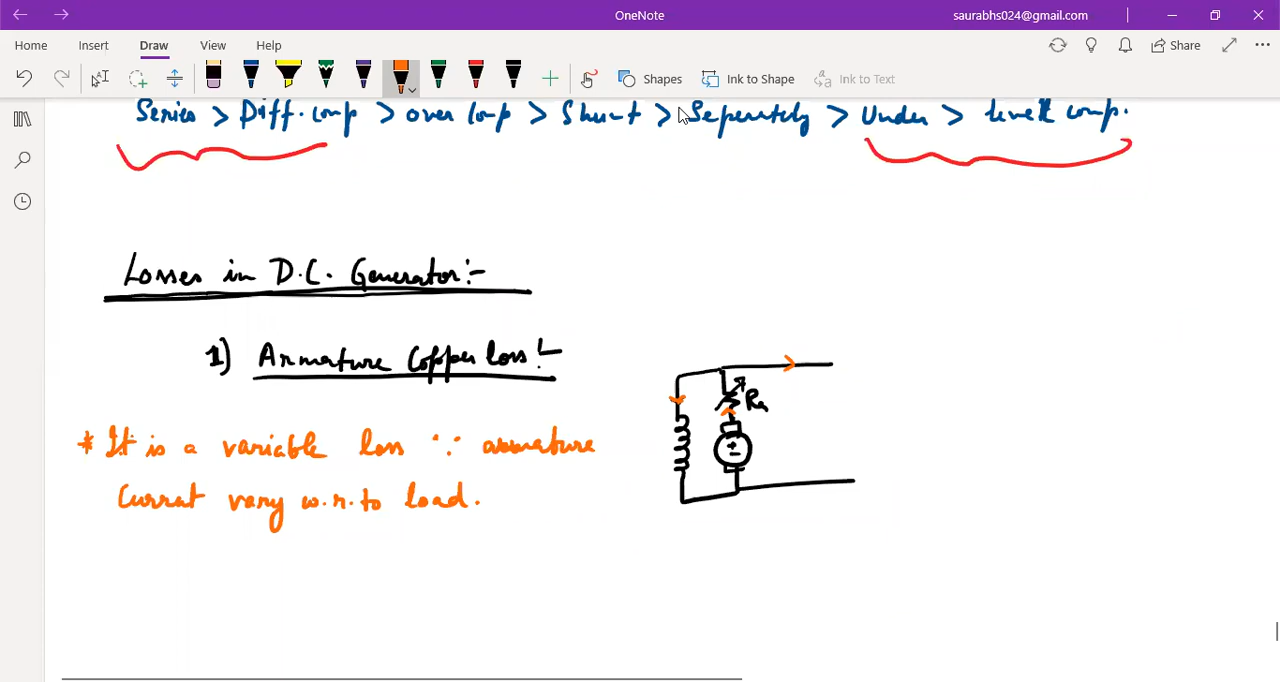 OneNote
saurabhs024@gmail.com
Home Insert Draw View Help
Share
Shapes
Ink to Shape
Ink to Text
Series > Diff. comp > over comp > Shunt > Seperately > Under > level comp.
Losses in D.C. Generator:-
1) Armature Copper loss:-
* It is a variable loss ∵ armature
Currat vary w.r.to load.
Ra
+
-